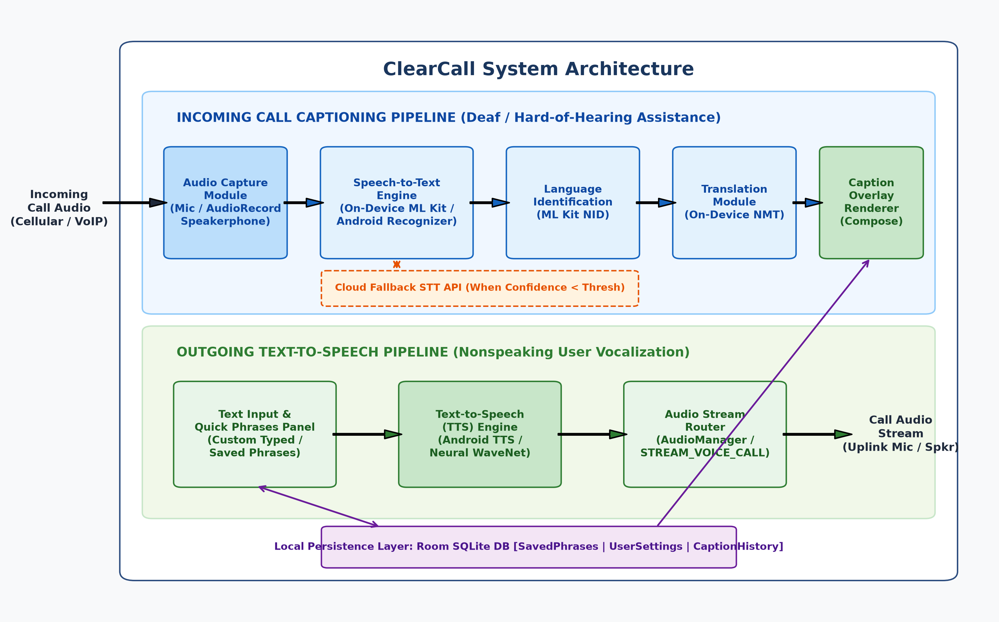 ClearCall System Architecture
INCOMING CALL CAPTIONING PIPELINE (Deaf / Hard-of-Hearing Assistance)
Incoming
Call Audio
(Cellular / VoIP)
Audio Capture
Module
(Mic / AudioRecord
Speakerphone)
Speech-to-Text
Engine
(On-Device ML Kit /
Android Recognizer)
Language
Identification
(ML Kit NID)
Translation
Module
(On-Device NMT)
Caption
Overlay
Renderer
(Compose)
Cloud Fallback STT API (When Confidence < Thresh)
OUTGOING TEXT-TO-SPEECH PIPELINE (Nonspeaking User Vocalization)
Text Input &
Quick Phrases Panel
(Custom Typed /
Saved Phrases)
Text-to-Speech
(TTS) Engine
(Android TTS /
Neural WaveNet)
Audio Stream
Router
(AudioManager /
STREAM_VOICE_CALL)
Call Audio
Stream
(Uplink Mic / Spkr)
Local Persistence Layer: Room SQLite DB [SavedPhrases | UserSettings | CaptionHistory]